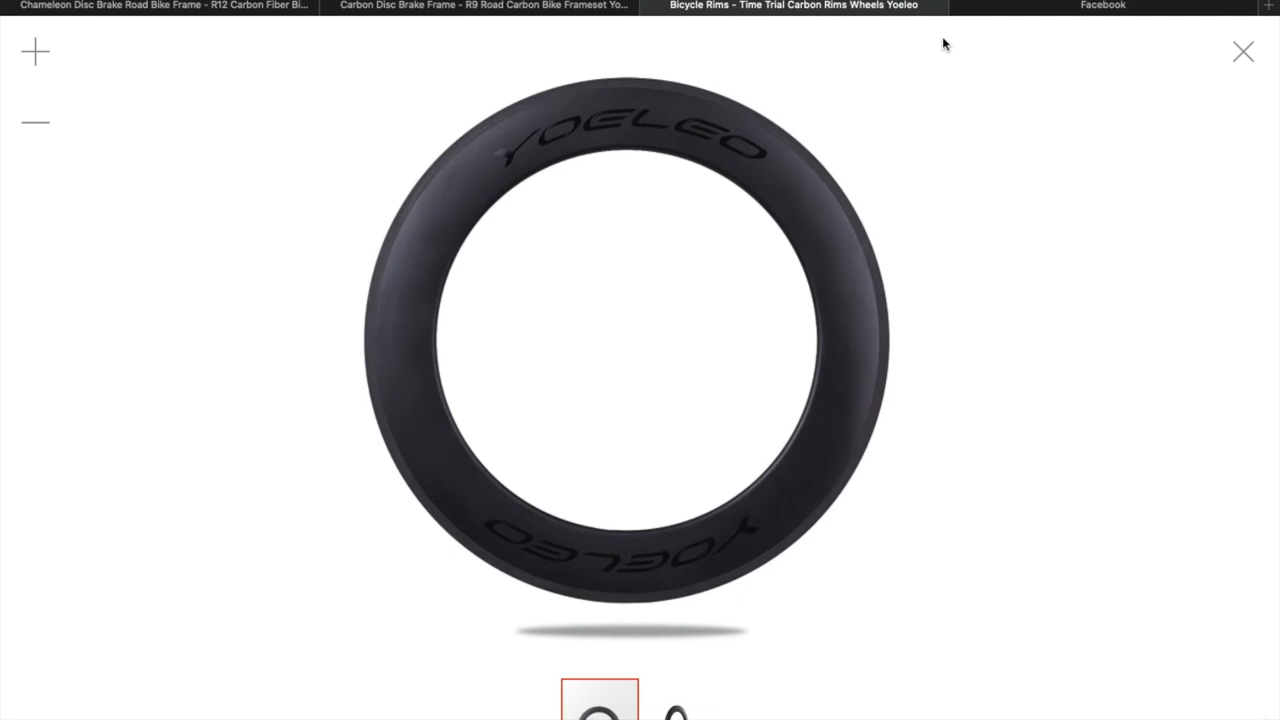 Chameleon Disc Brake Road Bike Frame - R12 Carbon Fiber Bi...
Carbon Disc Brake Frame - R9 Road Carbon Bike Frameset Yo...
Bicycle Rims - Time Trial Carbon Rims Wheels Yoeleo
Facebook
YOELEO
YOELEO